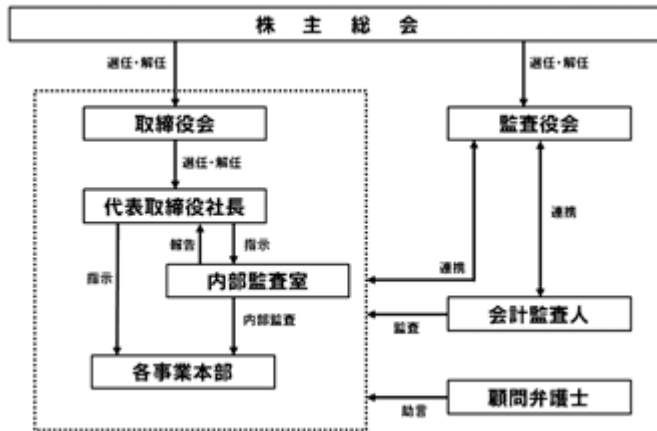 株主総会
選任・解任
選任・解任
取締役会
監査役会
選任・解任
代表取締役社長
連携
報告
指示
指示
内部監査室
連携
内部監査
会計監査人
監査
各事業本部
顧問弁護士
助言